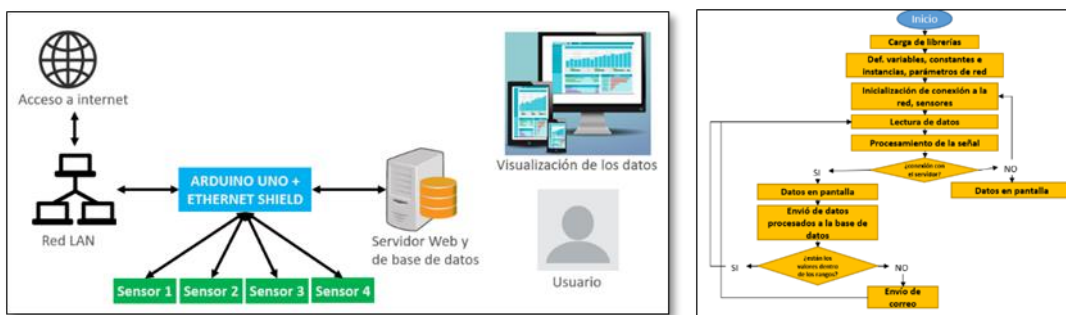 Acceso a internet
Red LAN
ARDUINO UNO +
ETHERNET SHIELD
Sensor 1
Sensor 2
Sensor 3
Sensor 4
Servidor Web y
de base de datos
Visualización de los datos
Usuario
Inicio
Carga de librerías
Def. variables, constantes e
instancias, parámetros de red
Inicialización de conexión a la
red, sensores
Lectura de datos
Procesamiento de la señal
¿conexión con
el servidor?
SI
NO
Datos en pantalla
Datos en pantalla
Envió de datos
procesados a la base de
datos
¿están los
valores dentro
de los rangos?
SI
NO
Envío de
correo